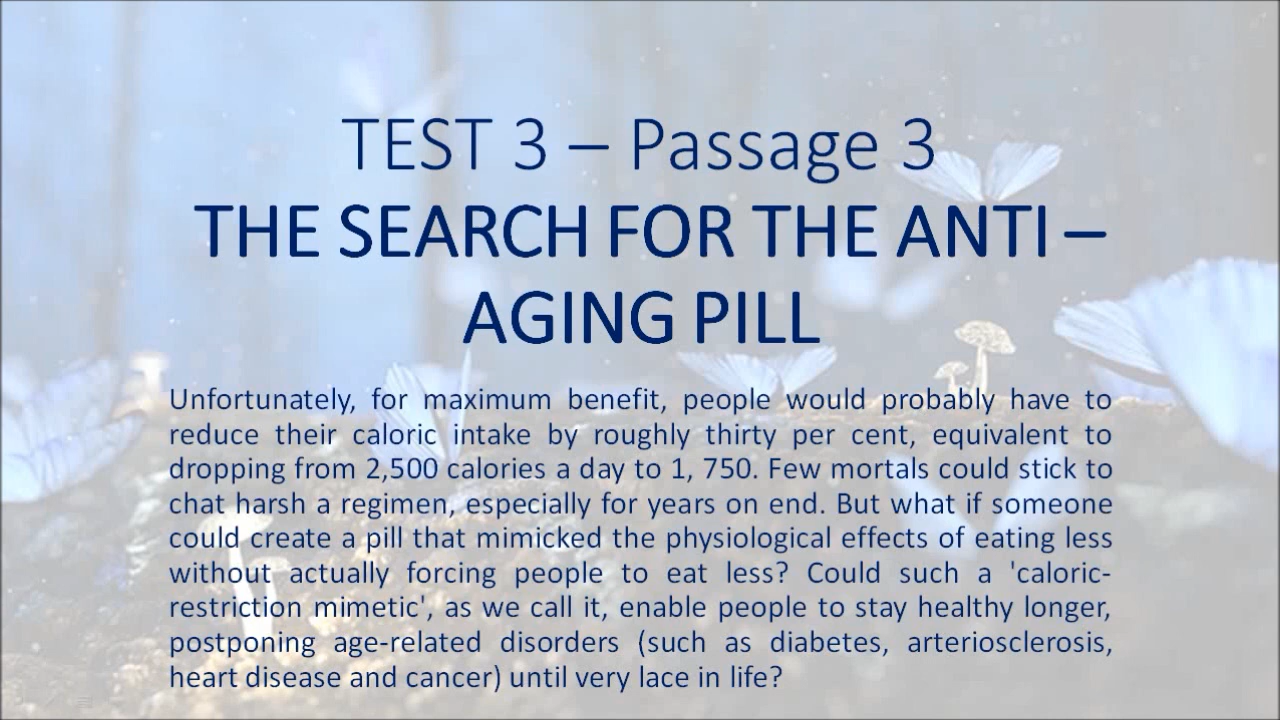 TEST 3 – Passage 3
THE SEARCH FOR THE ANTI –
AGING PILL
Unfortunately, for maximum benefit, people would probably have to
reduce their caloric intake by roughly thirty per cent, equivalent to
dropping from 2,500 calories a day to 1, 750. Few mortals could stick to
chat harsh a regimen, especially for years on end. But what if someone
could create a pill that mimicked the physiological effects of eating less
without actually forcing people to eat less? Could such a 'caloric-
restriction mimetic', as we call it, enable people to stay healthy longer,
postponing age-related disorders (such as diabetes, arteriosclerosis,
heart disease and cancer) until very lace in life?